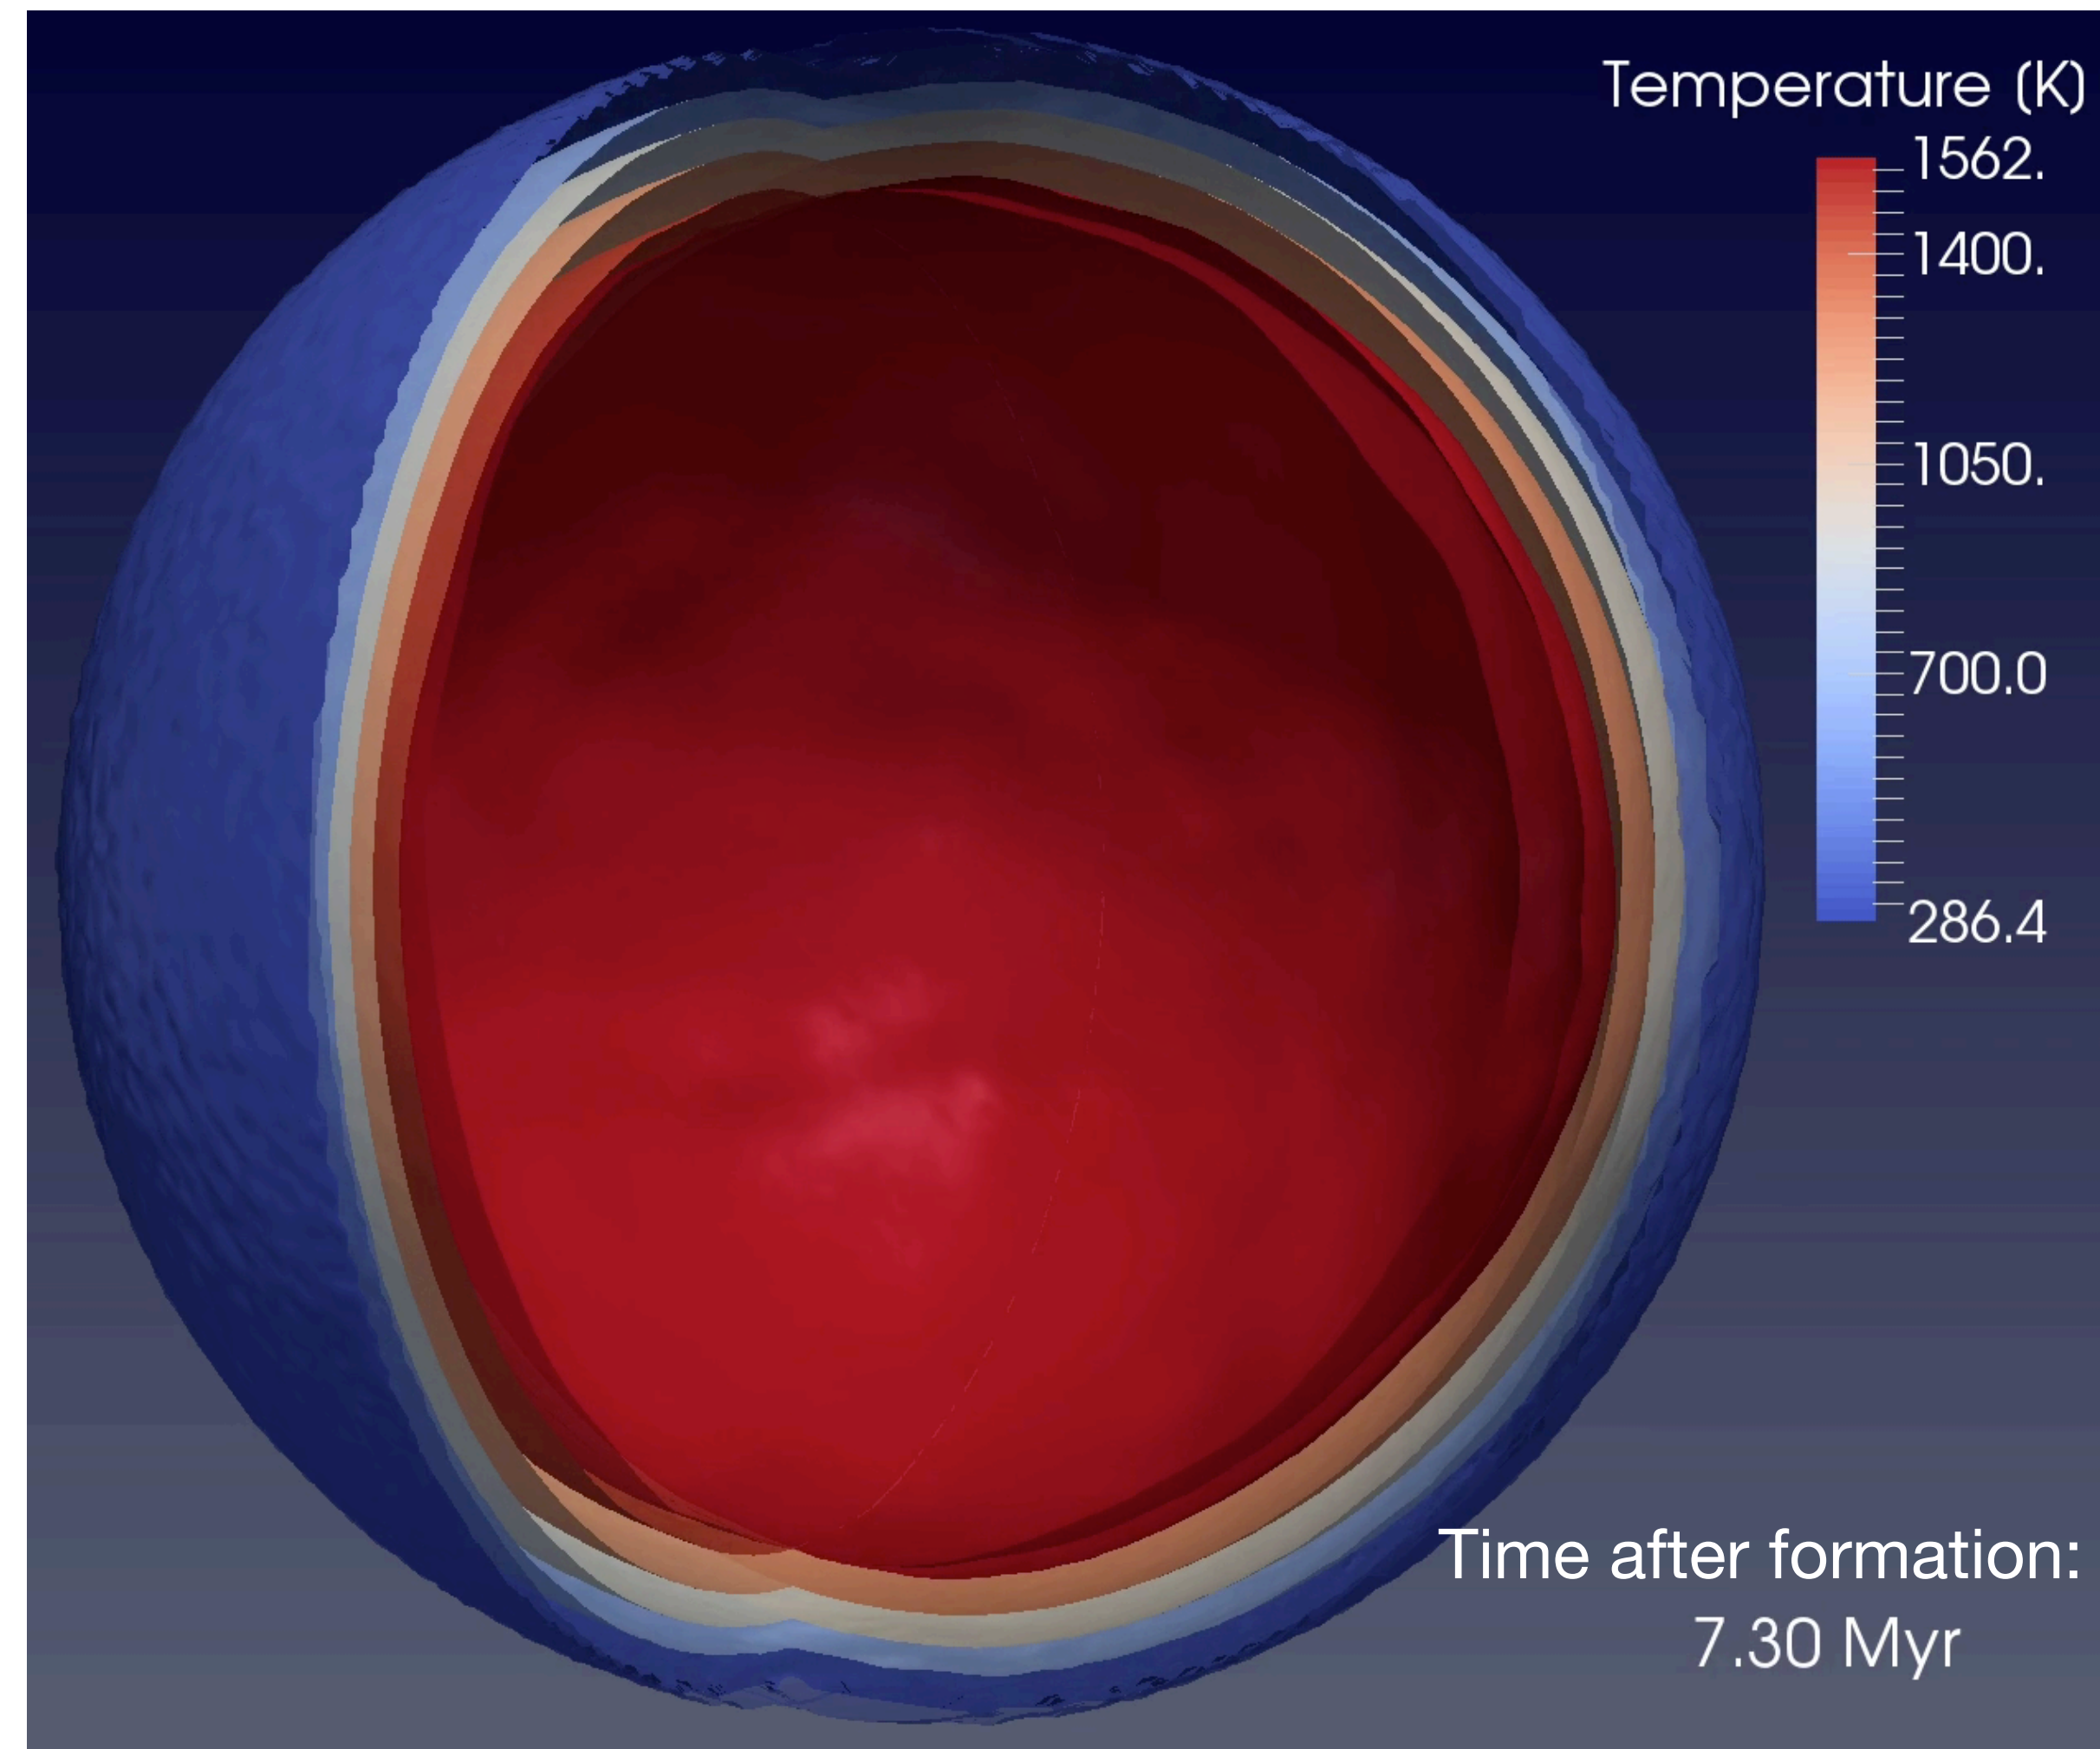 Temperature (K)
1562.
1400.
1050.
700.0
286.4
Time after formation:
7.30 Myr